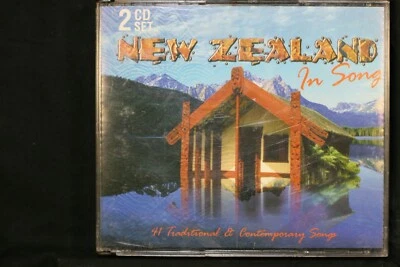 2 CD
SET
NEW ZEALAND
In Song
41 Traditional & Contemporary Songs